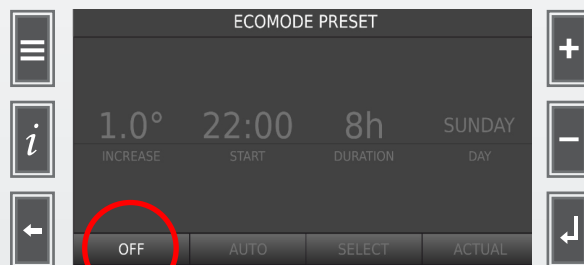 ECOMODE PRESET
1.0° 22:00 8h SUNDAY
INCREASE START DURATION DAY
OFF AUTO SELECT ACTUAL
i